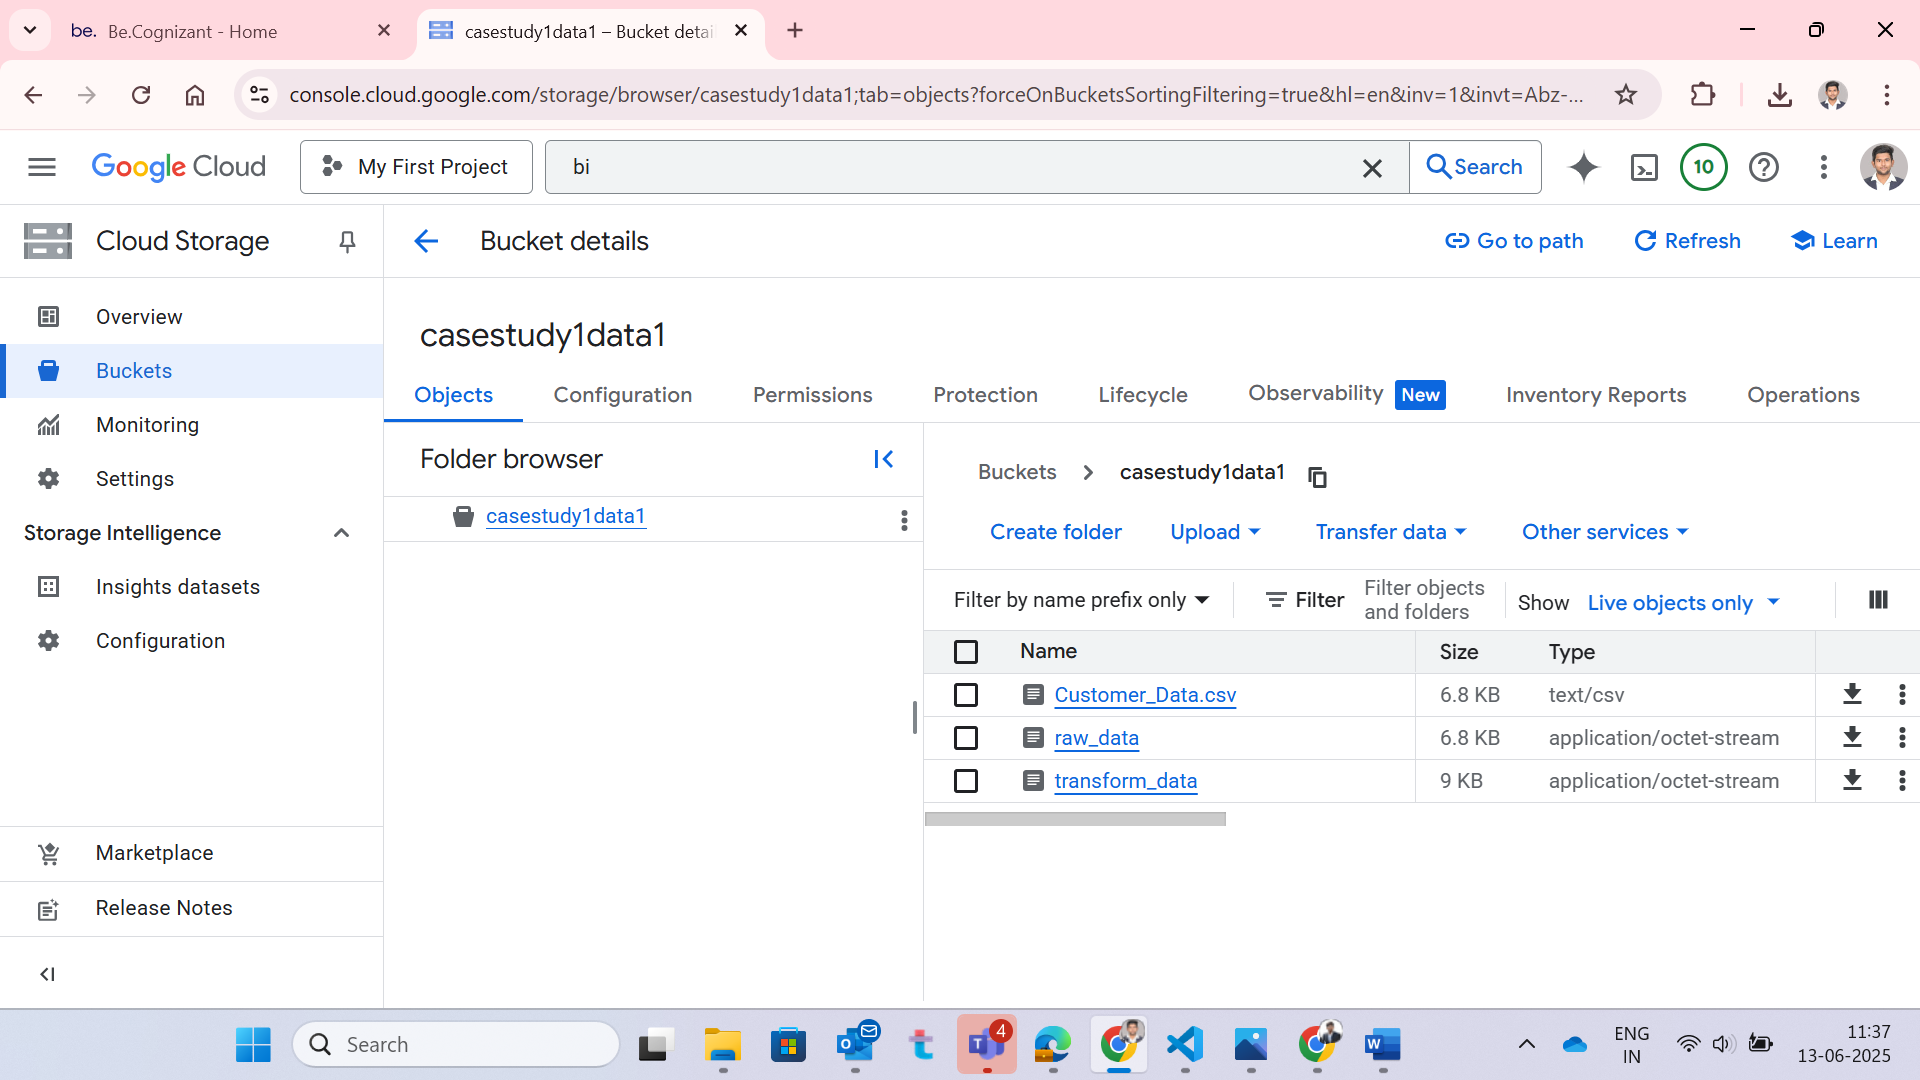 be. Be.Cognizant - Home
casestudy1data1 – Bucket detai
console.cloud.google.com/storage/browser/casestudy1data1;tab=objects?forceOnBucketsSortingFiltering=true&hl=en&inv=1&invt=Abz-...
Google Cloud
My First Project
bi
Search
10
Cloud Storage
Bucket details
Go to path
Refresh
Learn
Overview
Buckets
Monitoring
Settings
Storage Intelligence
Insights datasets
Configuration
Marketplace
Release Notes
casestudy1data1
Objects Configuration Permissions Protection Lifecycle Observability New Inventory Reports Operations
Folder browser
casestudy1data1
Buckets casestudy1data1
Create folder Upload Transfer data Other services
Filter by name prefix only Filter Filter objects and folders Show Live objects only
Name Size Type
Customer_Data.csv 6.8 KB text/csv
raw_data 6.8 KB application/octet-stream
transform_data 9 KB application/octet-stream
Search
4
ENG
IN
11:37
13-06-2025